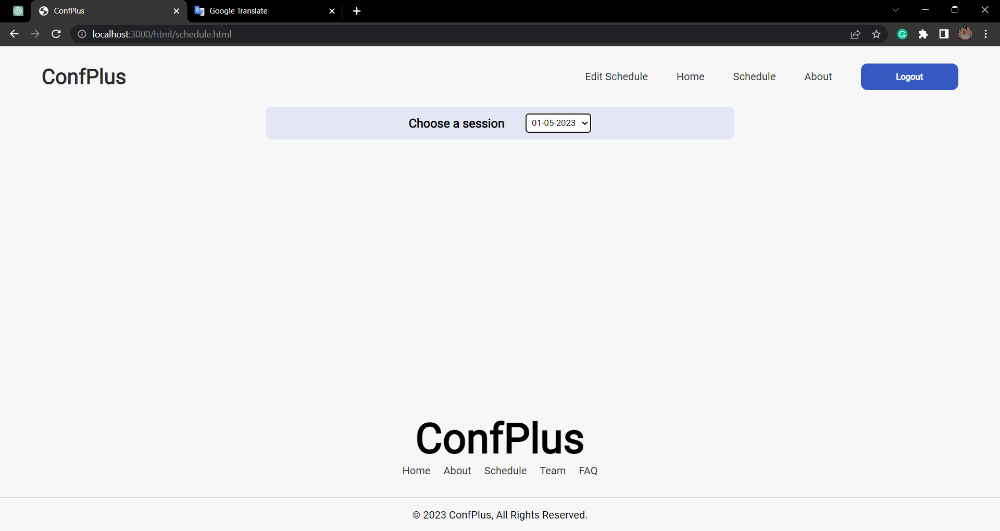 ConfPlus
Google Translate
localhost:3000/html/schedule.html
ConfPlus
Edit Schedule
Home
Schedule
About
Logout
Choose a session
01-05-2023
ConfPlus
Home
About
Schedule
Team
FAQ
© 2023 ConfPlus, All Rights Reserved.